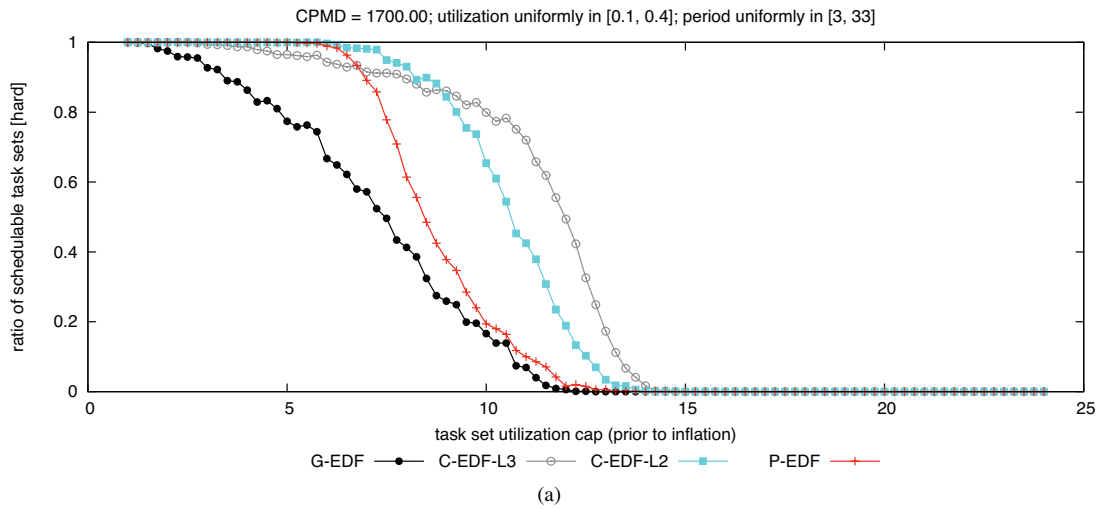 CPMD = 1700.00; utilization uniformly in [0.1, 0.4]; period uniformly in [3, 33]
ratio of schedulable task sets [hard]
1
0.8
0.6
0.4
0.2
0
0 5 10 15 20 25
task set utilization cap (prior to inflation)
G-EDF C-EDF-L3 C-EDF-L2 P-EDF
(a)